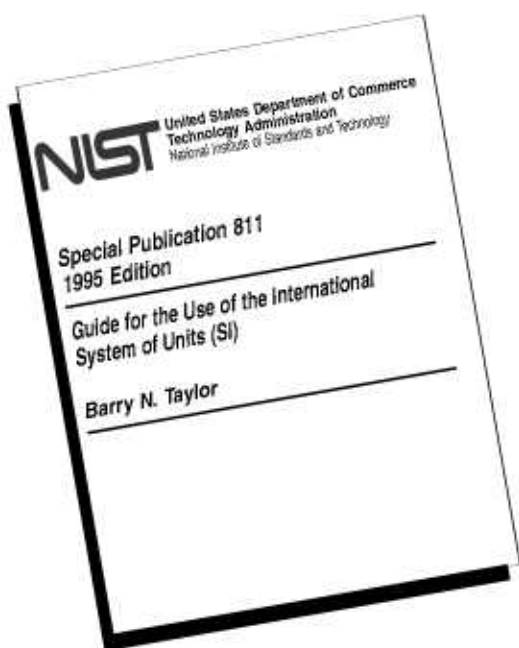 NIST
United States Department of Commerce
Technology Administration
National Institute of Standards and Technology
Special Publication 811
1995 Edition
Guide for the Use of the International
System of Units (SI)
Barry N. Taylor